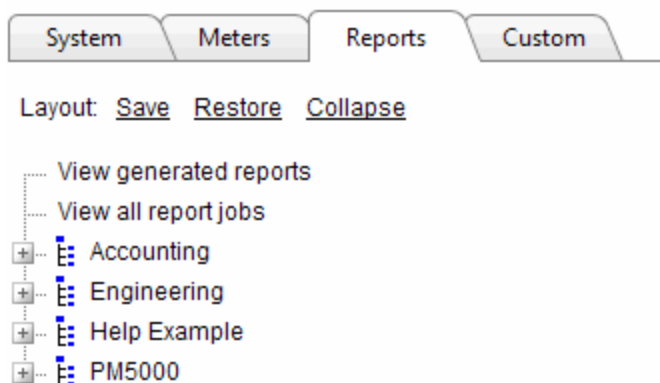 System Meters Reports Custom
Layout: Save Restore Collapse
View generated reports
View all report jobs
Accounting
Engineering
Help Example
PM5000